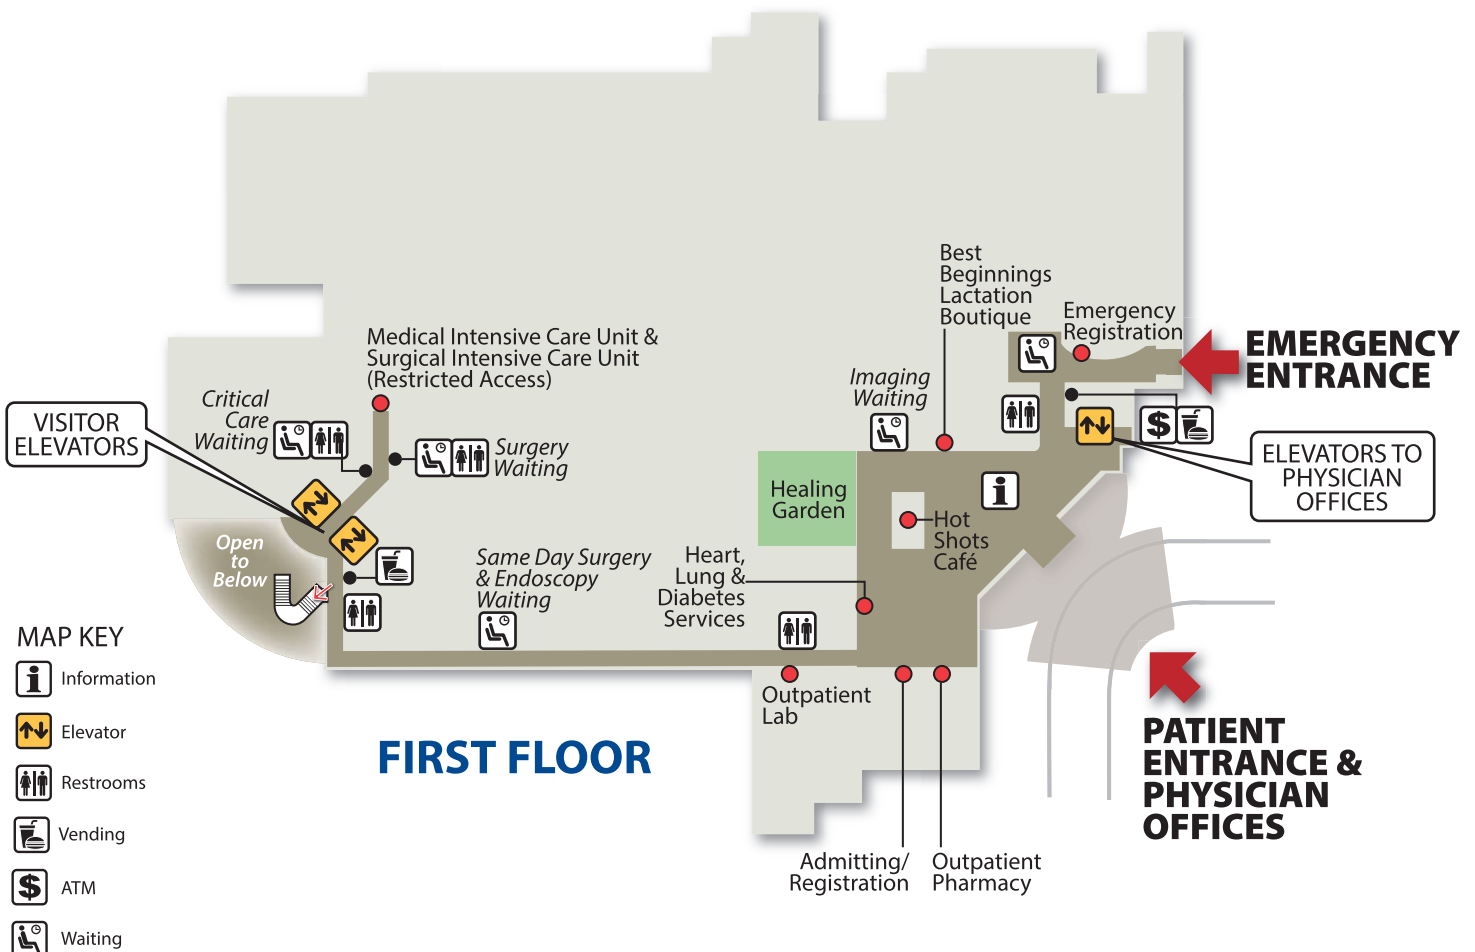 Best
Beginnings
Lactation
Boutique
Emergency
Registration
EMERGENCY
ENTRANCE
Medical Intensive Care Unit &
Surgical Intensive Care Unit
(Restricted Access)
Imaging
Waiting
Critical
Care
Waiting
VISITOR
ELEVATORS
Surgery
Waiting
$
ELEVATORS TO
PHYSICIAN
OFFICES
Healing
Garden
i
Hot
Shots
Café
Open
to
Below
Same Day Surgery
& Endoscopy
Waiting
Heart,
Lung &
Diabetes
Services
Outpatient
Lab
FIRST FLOOR
PATIENT
ENTRANCE &
PHYSICIAN
OFFICES
Admitting/
Registration
Outpatient
Pharmacy
MAP KEY
i Information
Elevator
Restrooms
Vending
$ ATM
Waiting